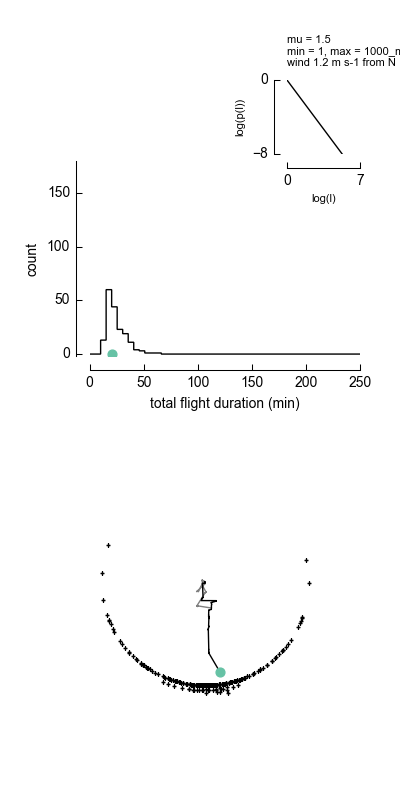 mu = 1.5
min = 1, max = 1000_m
wind 1.2 m s-1 from N
0
log(p(l))
−8
0 7
log(l)
150
100
count
50
0
0 50 100 150 200 250
total flight duration (min)